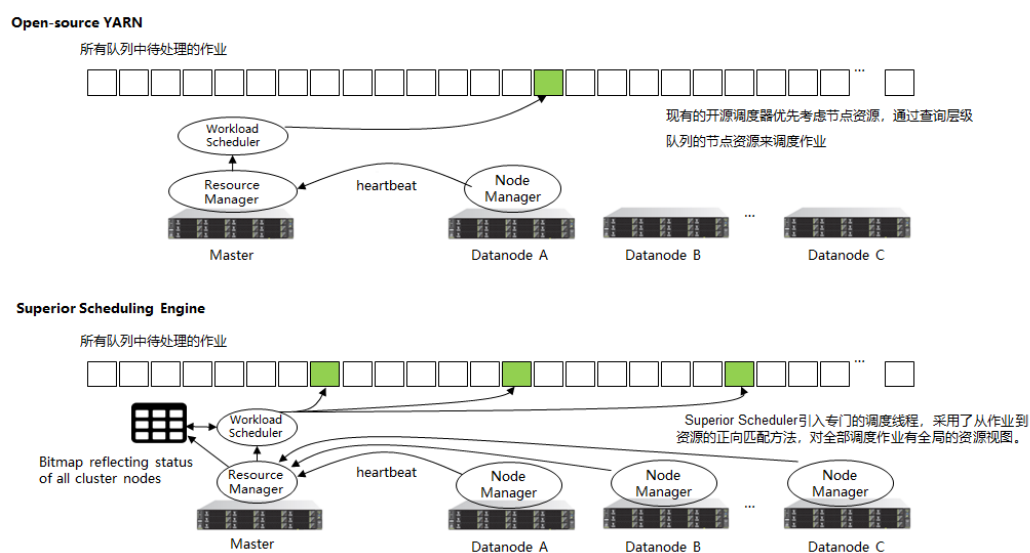 Open-source YARN
所有队列中待处理的作业
...
现有的开源调度器优先考虑节点资源，通过查询层级
队列的节点资源来调度作业
Workload
Scheduler
Resource
Manager
heartbeat
Node
Manager
...
Master
Datanode A
Datanode B
Datanode C
Superior Scheduling Engine
所有队列中待处理的作业
...
Workload
Scheduler
Superior Scheduler引入专门的调度线程，采用了从作业到
资源的正向匹配方法，对全部调度作业有全局的资源视图。
Bitmap reflecting status
of all cluster nodes
Resource
Manager
heartbeat
Node
Manager
Node
Manager
Node
Manager
...
Master
Datanode A
Datanode B
Datanode C